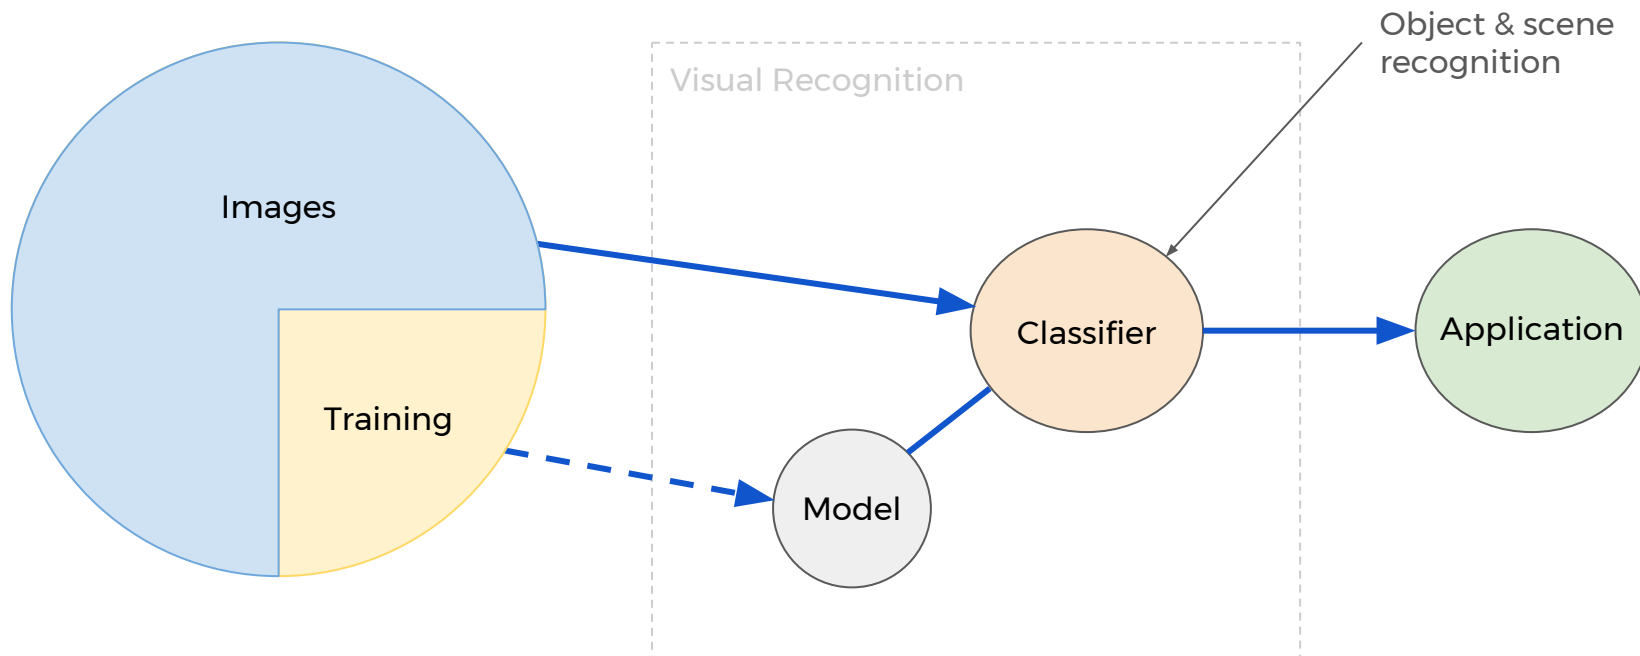 Object & scene
recognition
Visual Recognition
Images
Classifier
Application
Training
Model